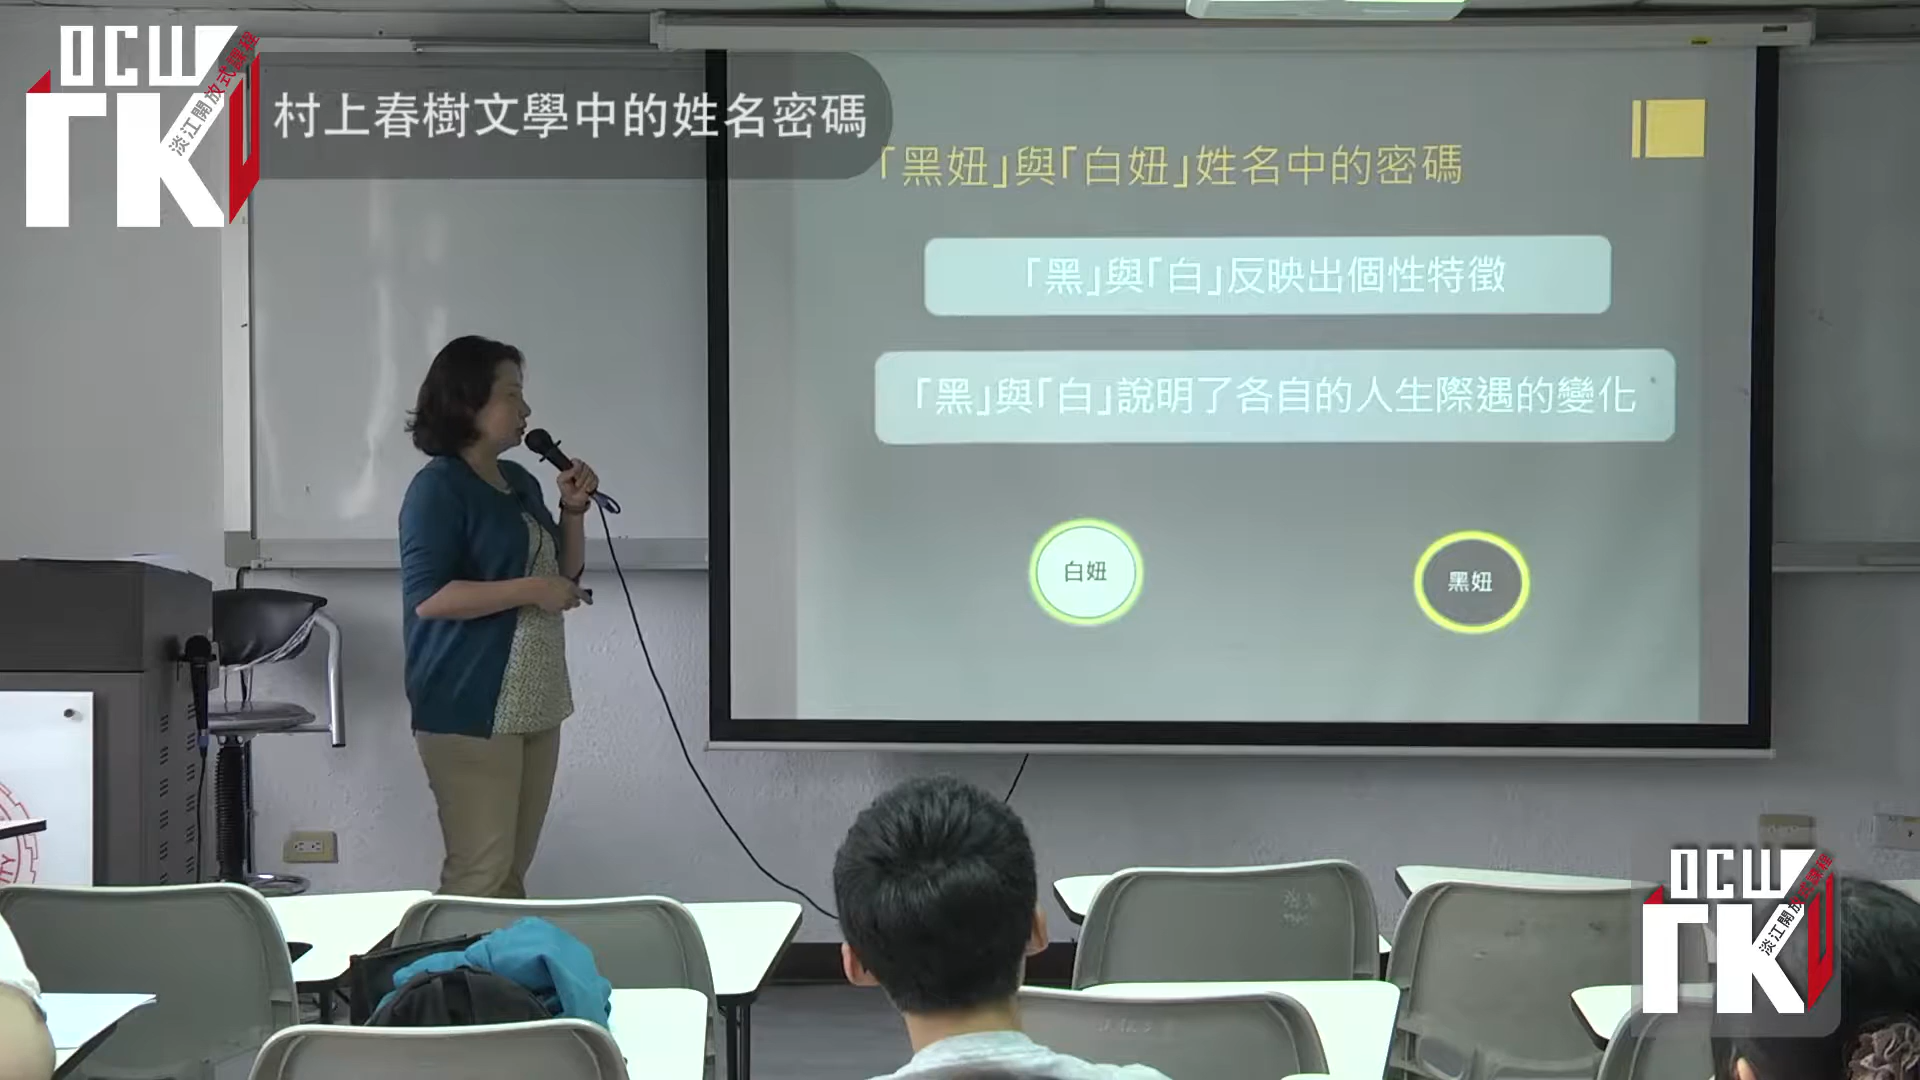 OCW
TKU
淡江開放式課程
村上春樹文學中的姓名密碼
「黑妞」與「白妞」姓名中的密碼
「黑」與「白」反映出個性特徵
「黑」與「白」說明了各自的人生際遇的變化
白妞
黑妞
OCW
TKU
淡江開放式課程